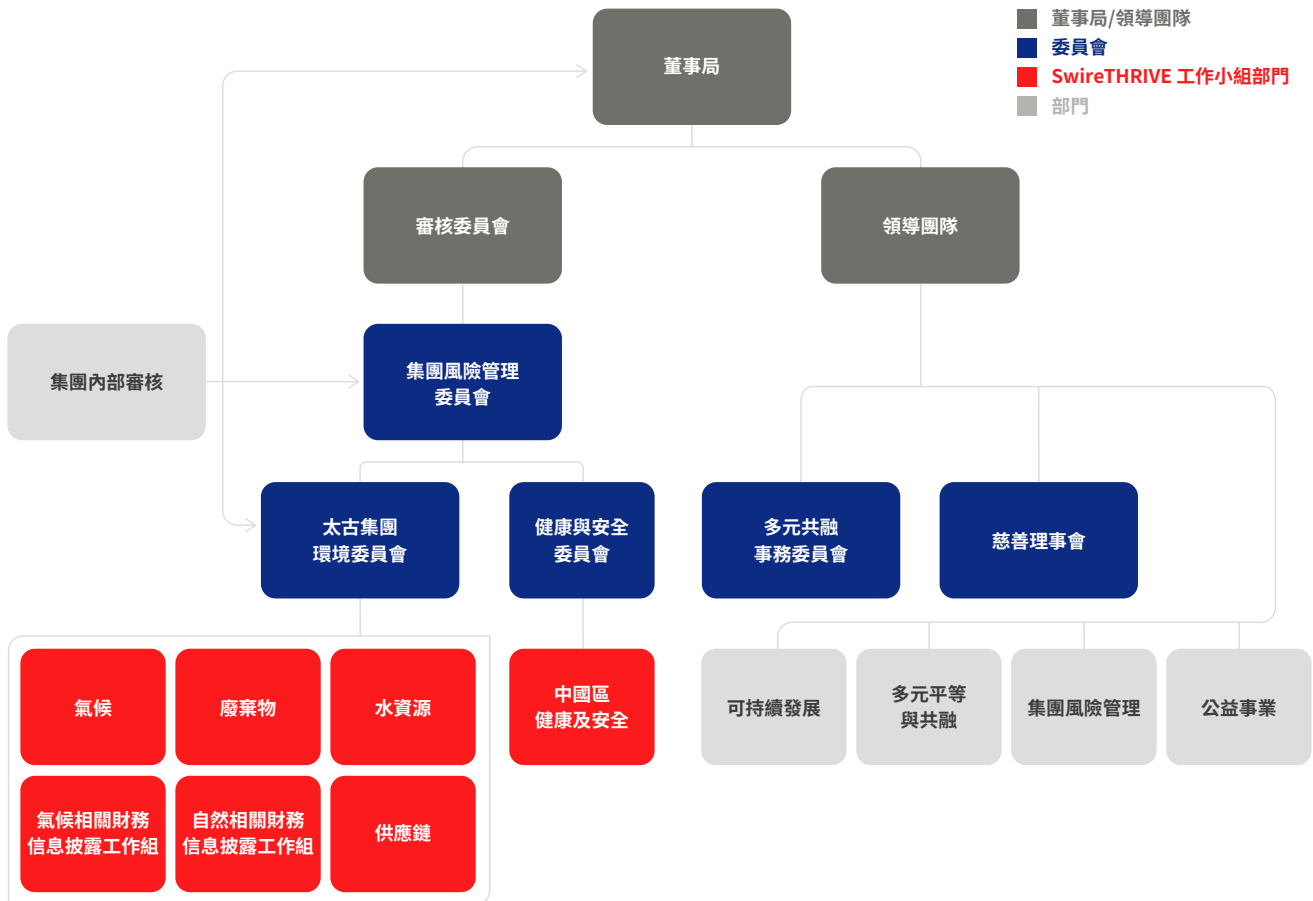 董事局/領導團隊
委員會
SwireTHRIVE 工作小組部門
部門
董事局
審核委員會
領導團隊
集團內部審核
集團風險管理
委員會
太古集團
環境委員會
健康與安全
委員會
多元共融
事務委員會
慈善理事會
氣候
廢棄物
水資源
中國區
健康及安全
可持續發展
多元平等
與共融
集團風險管理
公益事業
氣候相關財務
信息披露工作組
自然相關財務
信息披露工作組
供應鏈